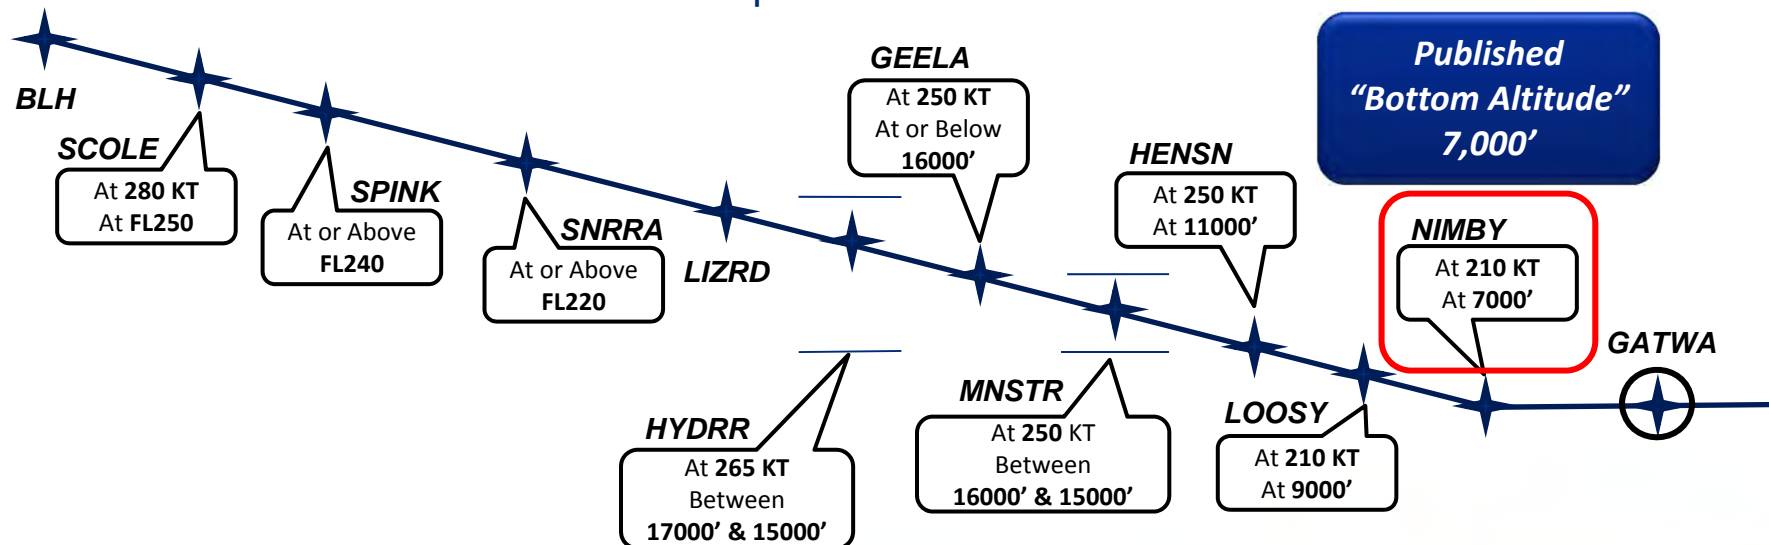 BLH
SCOLE
At 280 KT
At FL250
SPINK
At or Above
FL240
SNRRA
At or Above
FL220
LIZRD
HYDRR
At 265 KT
Between
17000’ & 15000’
GEELA
At 250 KT
At or Below
16000’
MNSTR
At 250 KT
Between
16000’ & 15000’
HENSN
At 250 KT
At 11000’
LOOSY
At 210 KT
At 9000’
Published
“Bottom Altitude”
7,000’
NIMBY
At 210 KT
At 7000’
GATWA